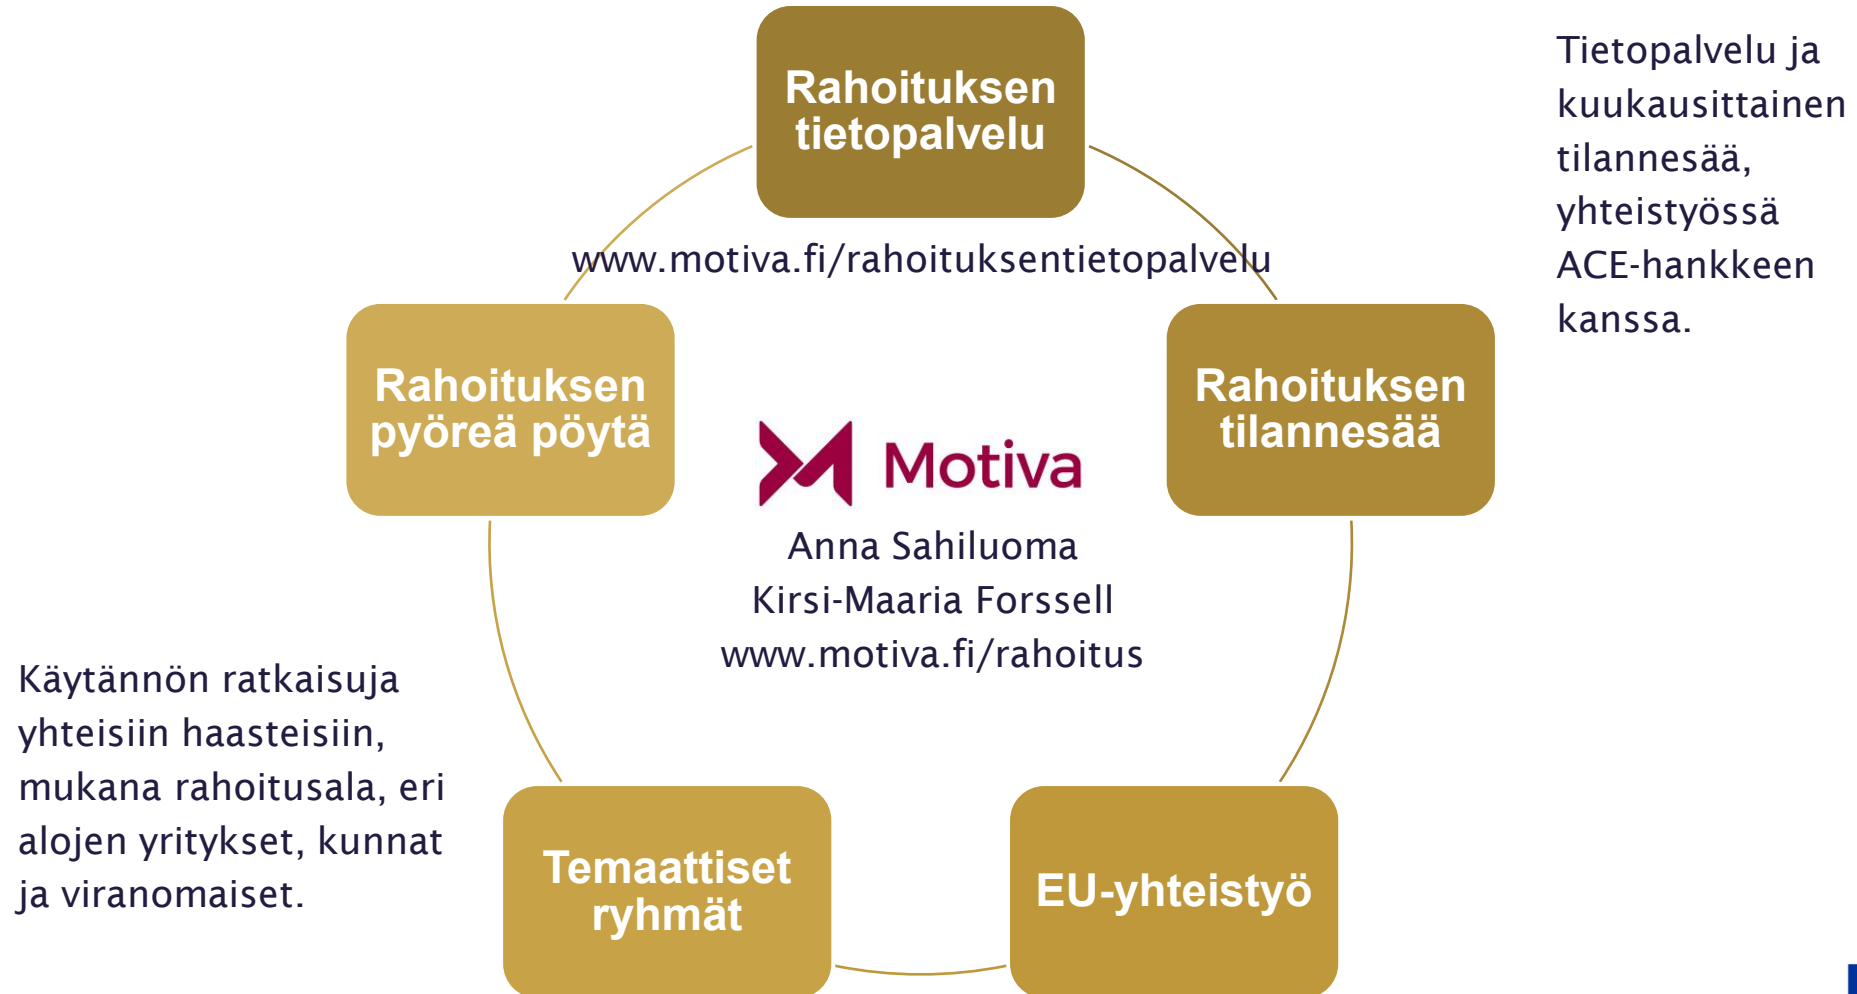 Rahoituksen
tietopalvelu
www.motiva.fi/rahoituksentietopalvelu
Tietopalvelu ja
kuukausittainen
tilannesää,
yhteistyössä
ACE-hankkeen
kanssa.
Rahoituksen
pyöreä pöytä
Rahoituksen
tilannesää
Motiva
Anna Sahiluoma
Kirsi-Maaria Forssell
www.motiva.fi/rahoitus
Käytännön ratkaisuja
yhteisiin haasteisiin,
mukana rahoitusala, eri
alojen yritykset, kunnat
ja viranomaiset.
Temaattiset
ryhmät
EU-yhteistyö